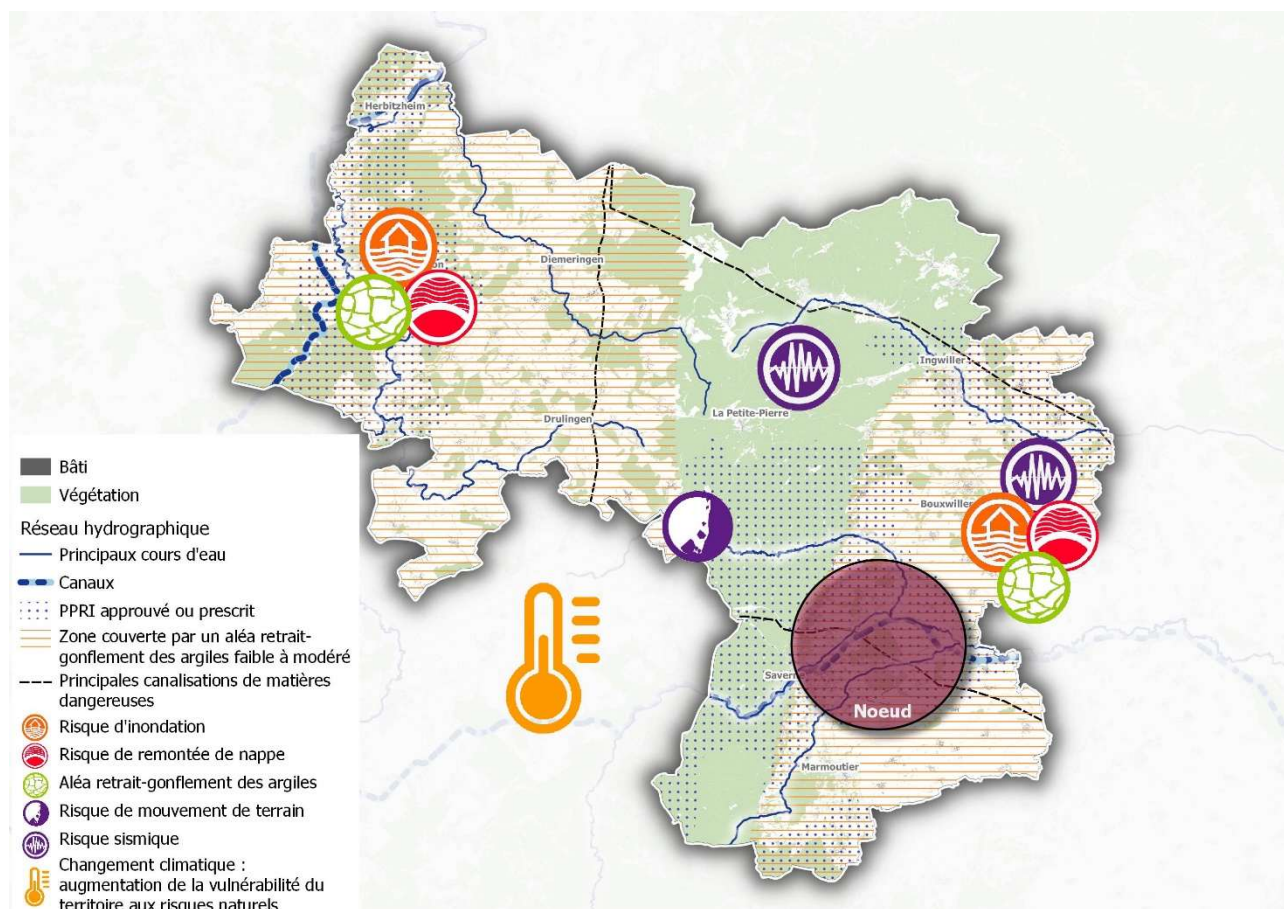 Herbitzheim
on
Diemeringen
Ingwiller
La Petite-Pierre
Drulingen
Bouxwiller
Savern
Noeud
Marmoutier
Bâti
Végétation
Réseau hydrographique
Principaux cours d'eau
Canaux
PPRI approuvé ou prescrit
Zone couverte par un aléa retrait-
gonflement des argiles faible à modéré
Principales canalisations de matières
dangereuses
Risque d'inondation
Risque de remontée de nappe
Aléa retrait-gonflement des argiles
Risque de mouvement de terrain
Risque sismique
Changement climatique :
augmentation de la vulnérabilité du
territoire aux risques naturels